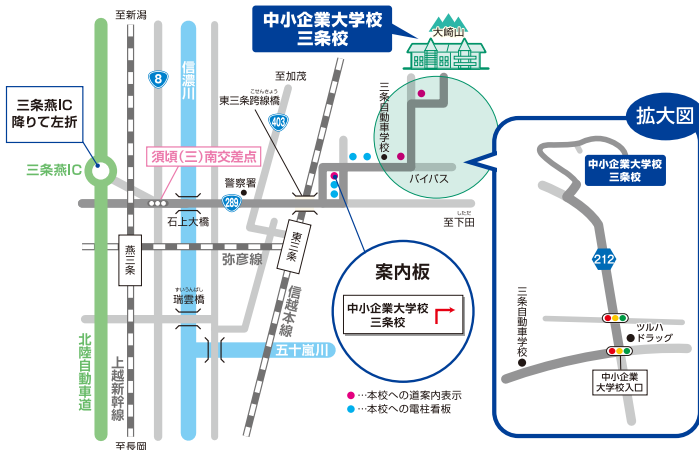 至新潟
中小企業大学校
三条校
大崎山
8
信濃川
至加茂
こせんきょう
東三条跨線橋
403
三条自動車学校
三条燕IC
降りて左折
三条燕IC
須頃(三)南交差点
警察署
289
石上大橋
バイパス
しただ
至下田
燕三条
弥彦線
東三条
ずいうんばし
瑞雲橋
信越本線
五十嵐川
北陸自動車道
上越新幹線
至長岡
案内板
中小企業大学校
三条校
●…本校への道案内表示
●…本校への電柱看板
拡大図
中小企業大学校
三条校
212
三条自動車学校
ツルハ
ドラッグ
中小企業
大学校入口